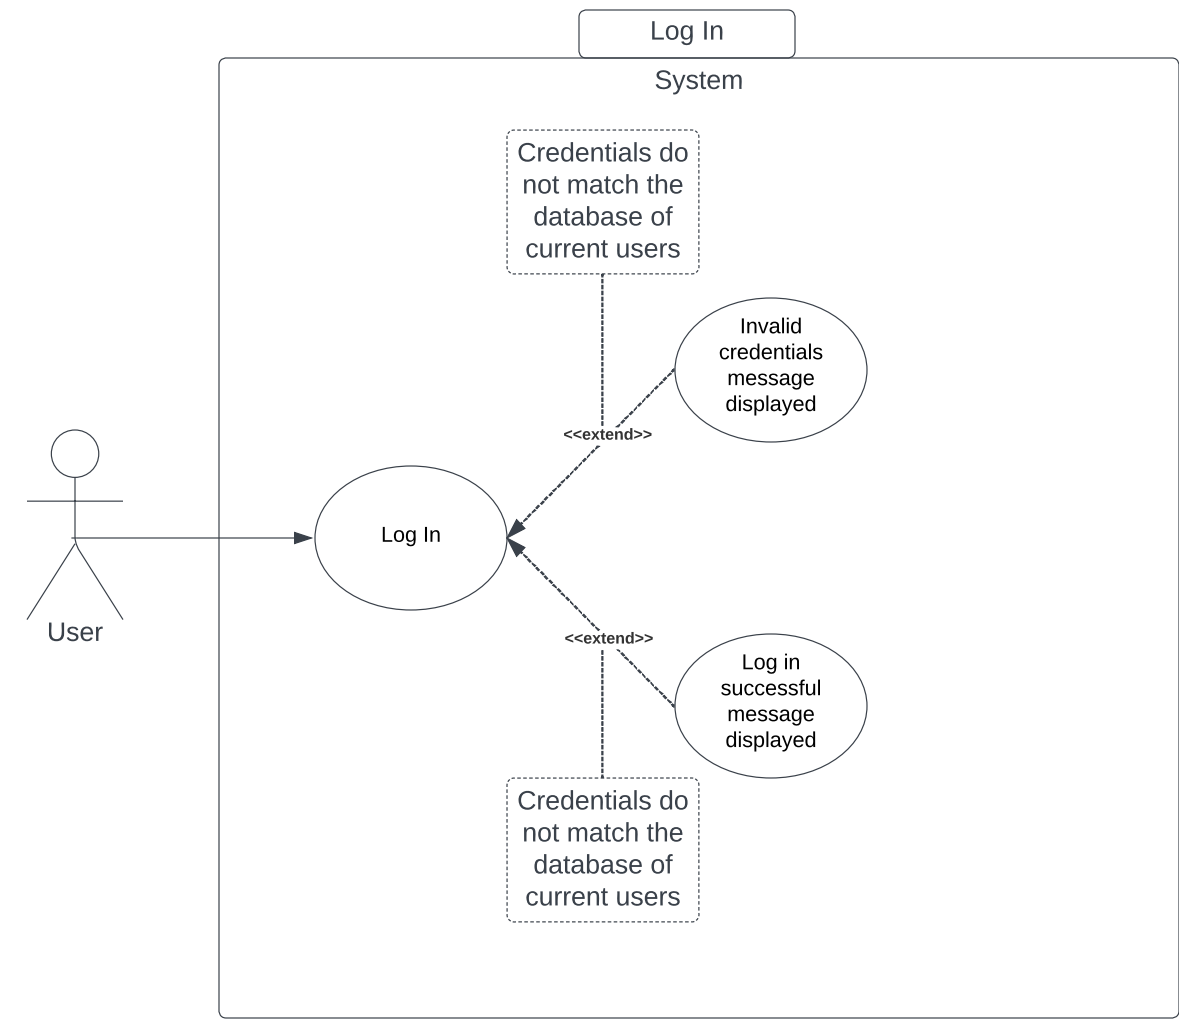 Log In
System
Credentials do
not match the
database of
current users
Invalid
credentials
message
displayed
<<extend>>
Log In
User
<<extend>>
Log in
successful
message
displayed
Credentials do
not match the
database of
current users